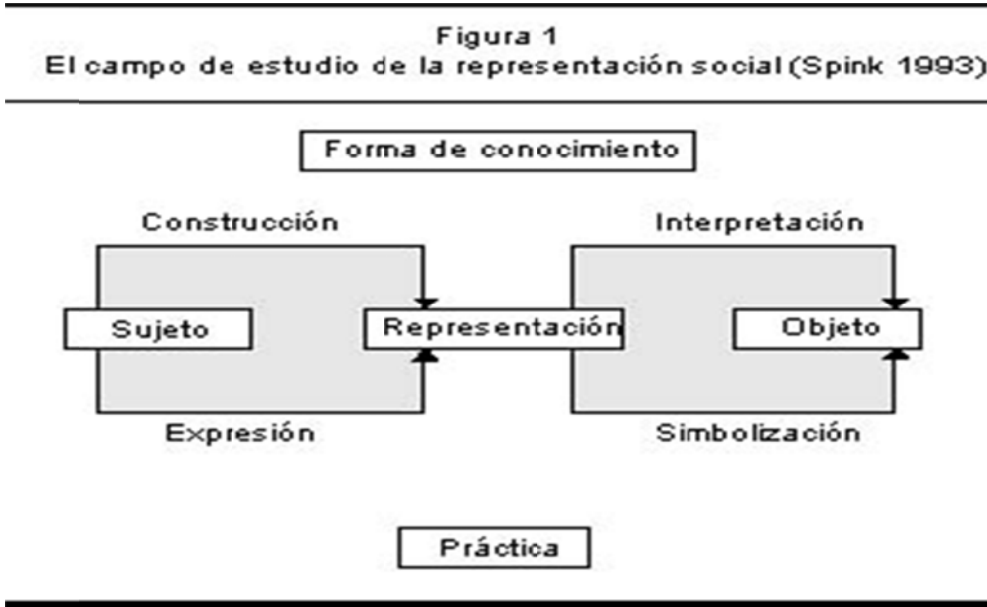 Figura 1
El campo de estudio de la representación social (Spink 1993)
Forma de conocimiento
Construcción
Interpretación
Sujeto
Representación
Objeto
Expresión
Simbolización
Práctica